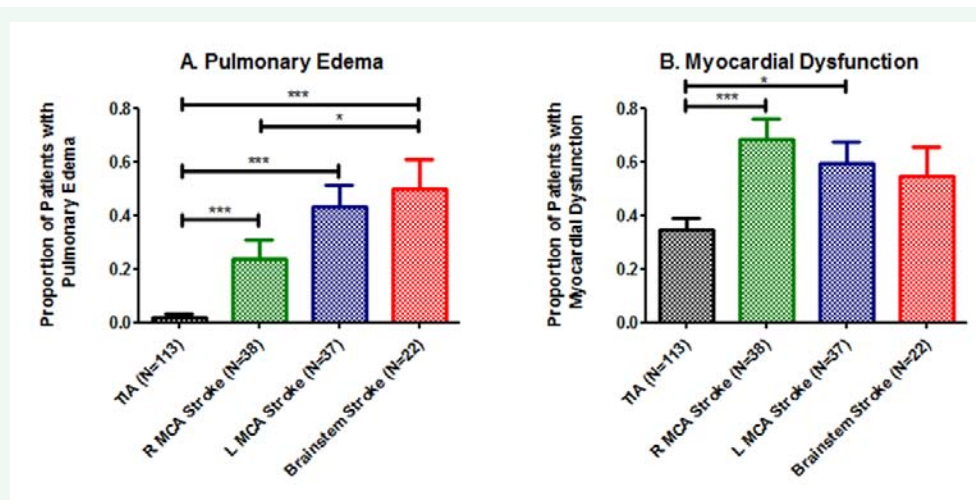 A. Pulmonary Edema
***
*
***
***
Proportion of Patients with
Pulmonary Edema
0.8
0.6
0.4
0.2
0.0
TIA (N=113)
R MCA Stroke (N=38)
L MCA Stroke (N=37)
Brainstem Stroke (N=22)
B. Myocardial Dysfunction
*
***
Proportion of Patients with
Myocardial Dysfunction
0.8
0.6
0.4
0.2
0.0
TIA (N=113)
R MCA Stroke (N=38)
L MCA Stroke (N=37)
Brainstem Stroke (N=22)